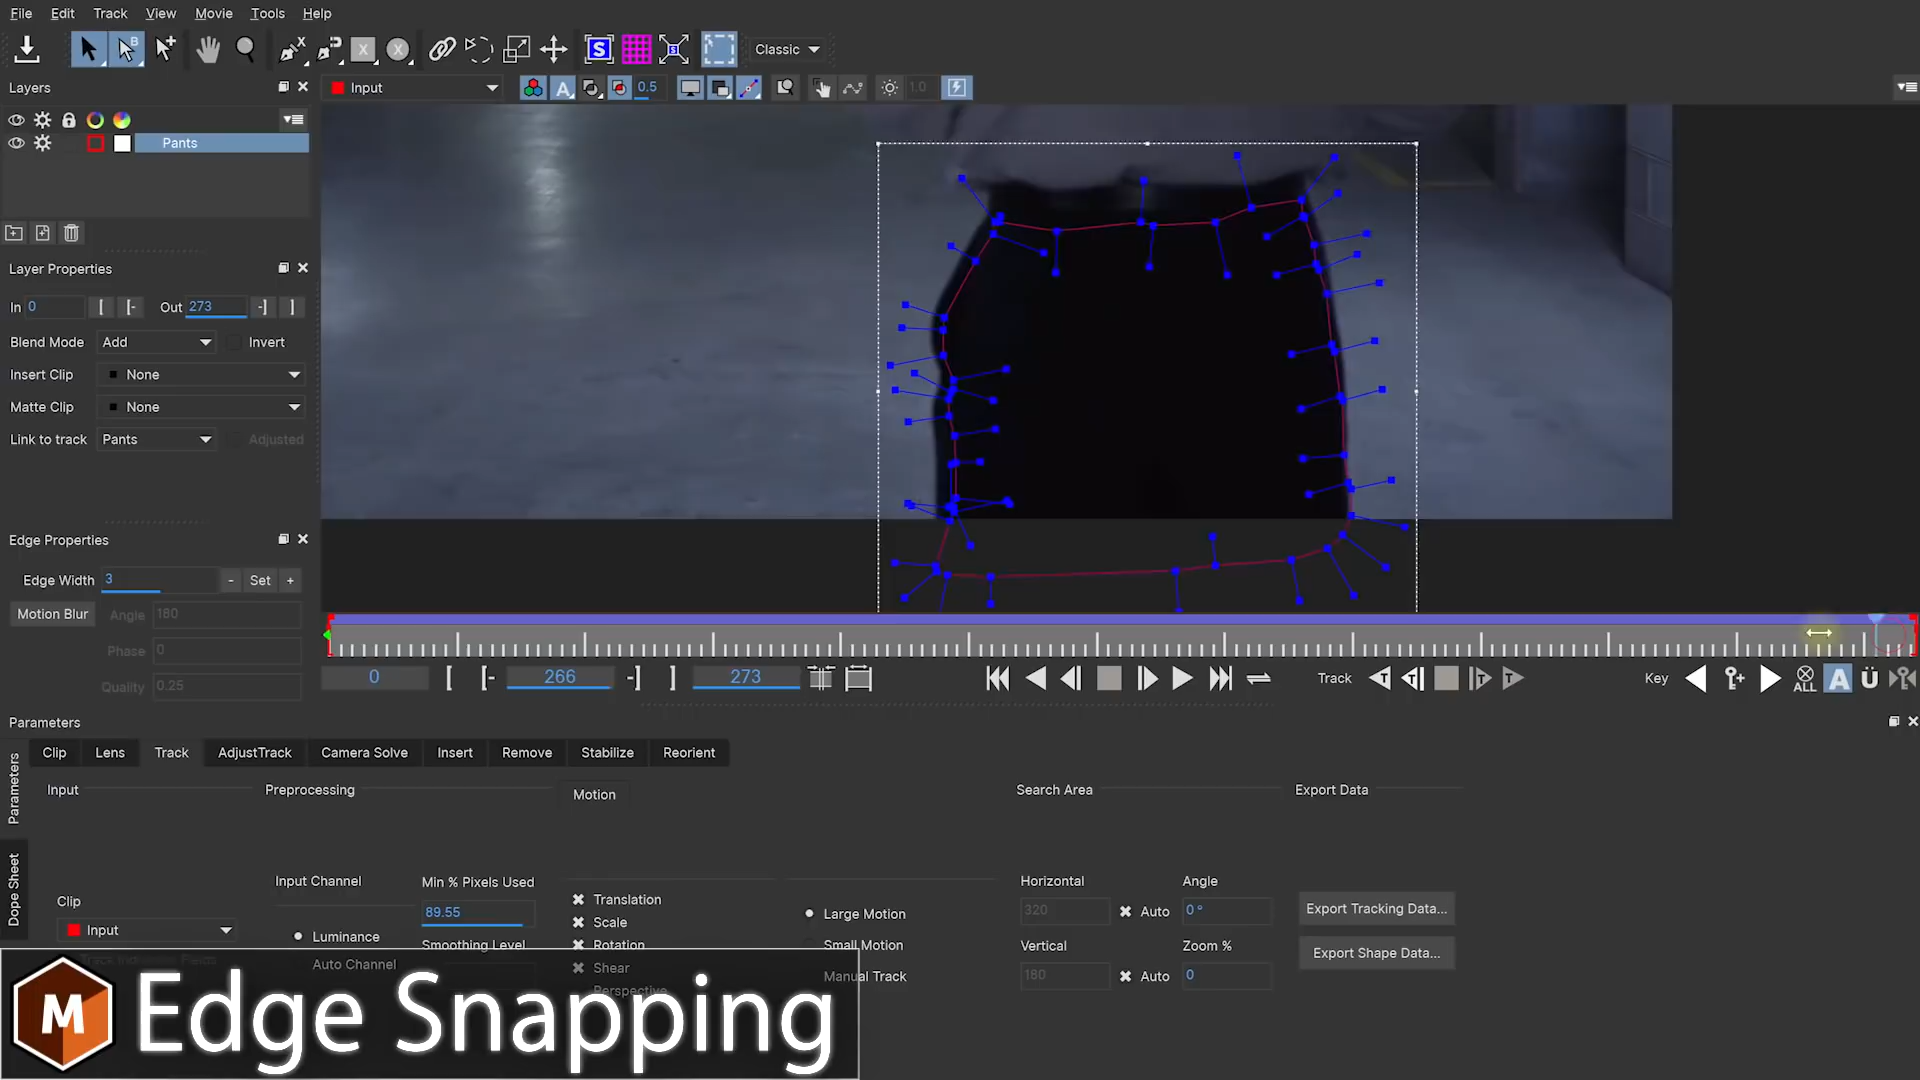 File Edit Track View Movie Tools Help
Classic
Layers
Input
0.5
1.0
Pants
Layer Properties
In 0 Out 273
Blend Mode Add Invert
Insert Clip None
Matte Clip None
Link to track Pants Adjusted
Edge Properties
Edge Width 3 - Set +
Motion Blur Angle 180
Phase 0
Quality 0.25
0 266 273
Track
Key
ALL
Parameters
Clip Lens Track AdjustTrack Camera Solve Insert Remove Stabilize Reorient
Parameters
Dope Sheet
Input
Clip
Input
Preprocessing
Input Channel
Luminance
Auto Channel
Min % Pixels Used
89.55
Smoothing Level
Motion
Translation
Scale
Rotation
Shear
Perspective
Large Motion
Small Motion
Manual Track
Search Area
Horizontal
320 Auto
Angle
0°
Vertical
180 Auto
Zoom %
0
Export Data
Export Tracking Data...
Export Shape Data...
M Edge Snapping